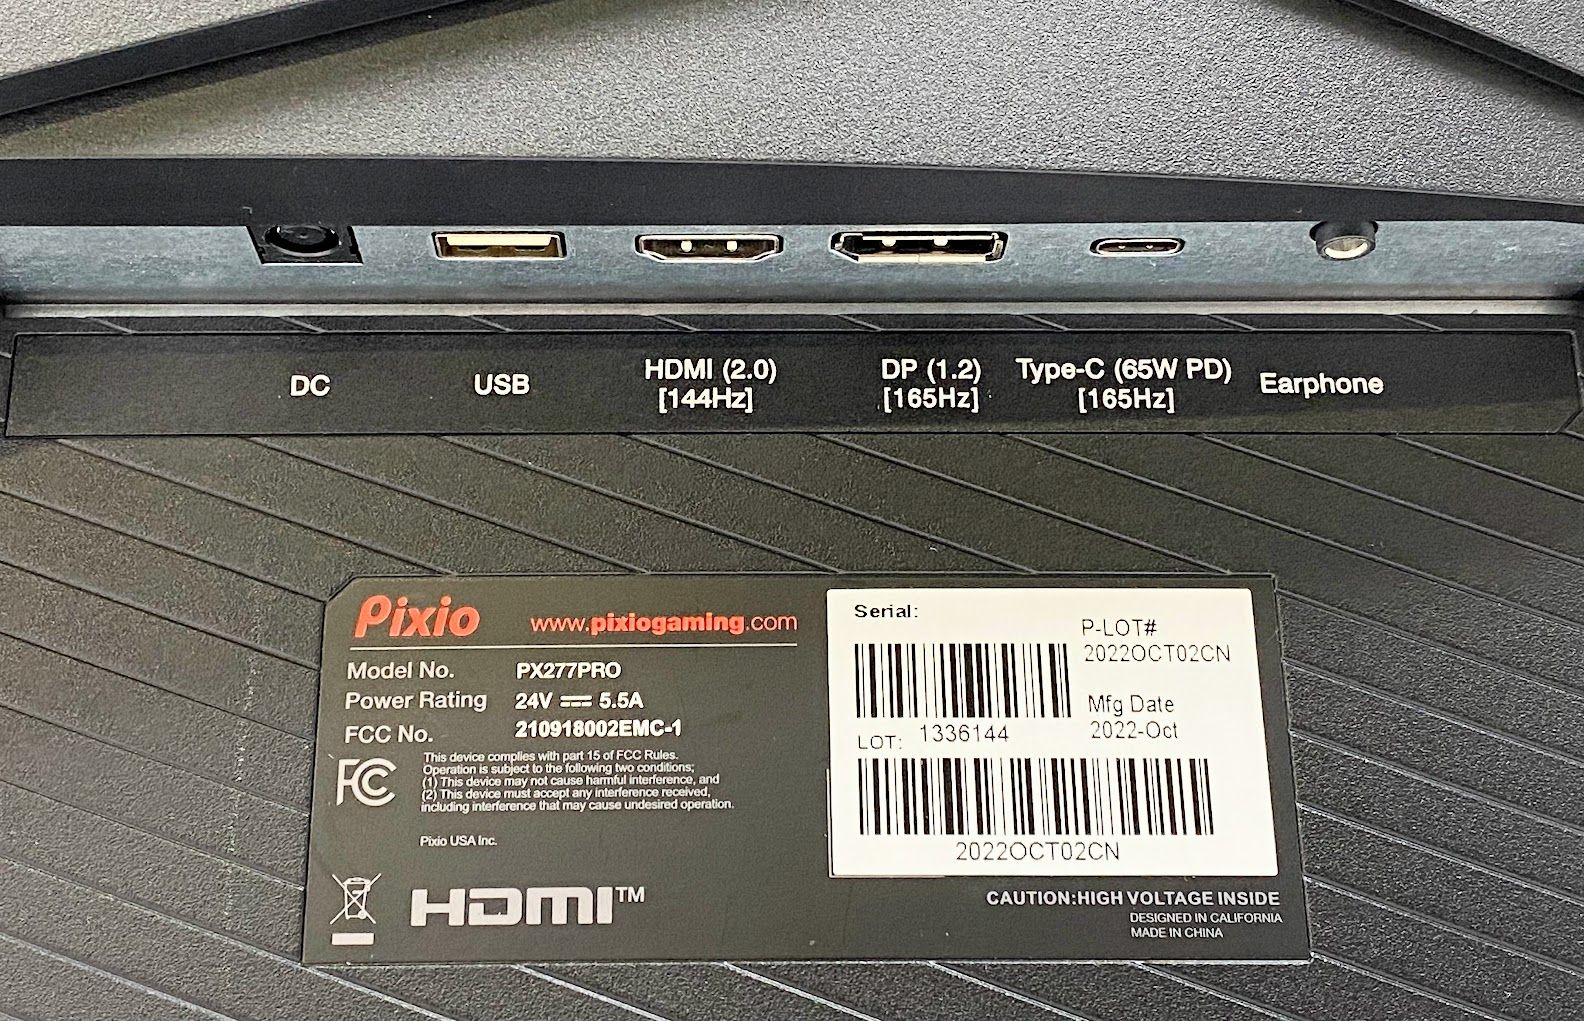 DC
USB
HDMI (2.0)
[144Hz]
DP (1.2)
[165Hz]
Type-C (65W PD)
[165Hz]
Earphone
Pixio
www.pixiogaming.com
Model No. PX277PRO
Power Rating 24V ⎓ 5.5A
FCC No. 210918002EMC-1
FC
This device complies with part 15 of FCC Rules.
Operation is subject to the following two conditions;
(1) This device may not cause harmful interference, and
(2) This device must accept any interference received,
including interference that may cause undesired operation.
Pixio USA Inc.
HDMI™
Serial:
P-LOT#
2022OCT02CN
Mfg Date
2022-Oct
LOT: 1336144
2022OCT02CN
CAUTION:HIGH VOLTAGE INSIDE
DESIGNED IN CALIFORNIA
MADE IN CHINA